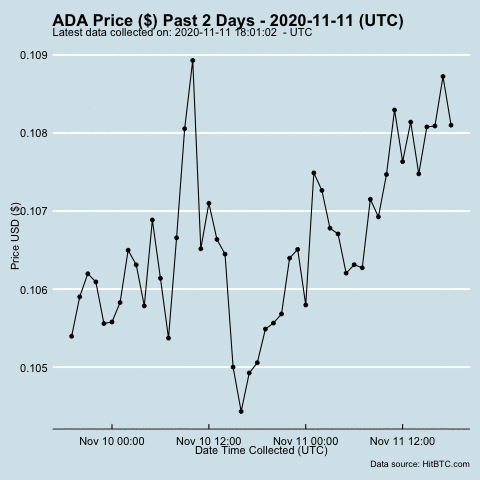 ADA Price ($) Past 2 Days - 2020-11-11 (UTC)
Latest data collected on: 2020-11-11 18:01:02  - UTC
0.109
0.108
0.107
0.106
0.105
Price USD ($)
Nov 10 00:00 Nov 10 12:00 Nov 11 00:00 Nov 11 12:00
Date Time Collected (UTC)
Data source: HitBTC.com